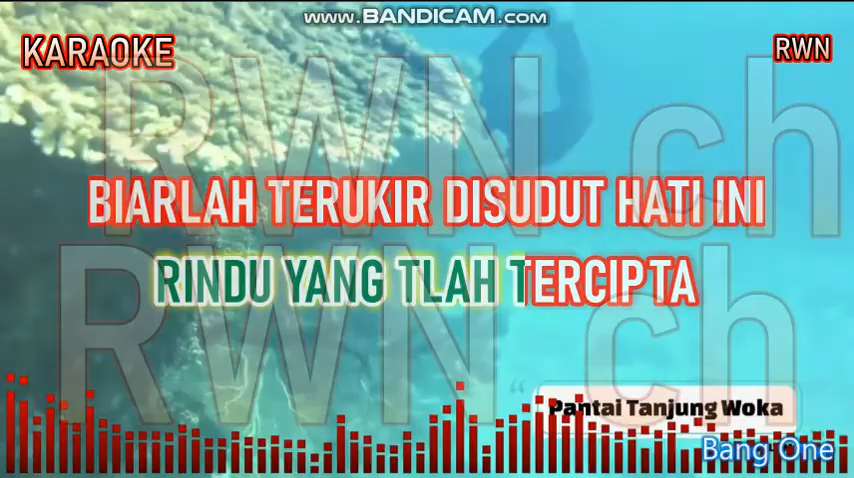 WWW.BANDICAM.COM
KARAOKE
RWN
RWN ch
BIARLAH TERUKIR DISUDUT HATI INI
RINDU YANG TLAH TERCIPTA
RWN ch
Pantai Tanjung Woka
Bang One